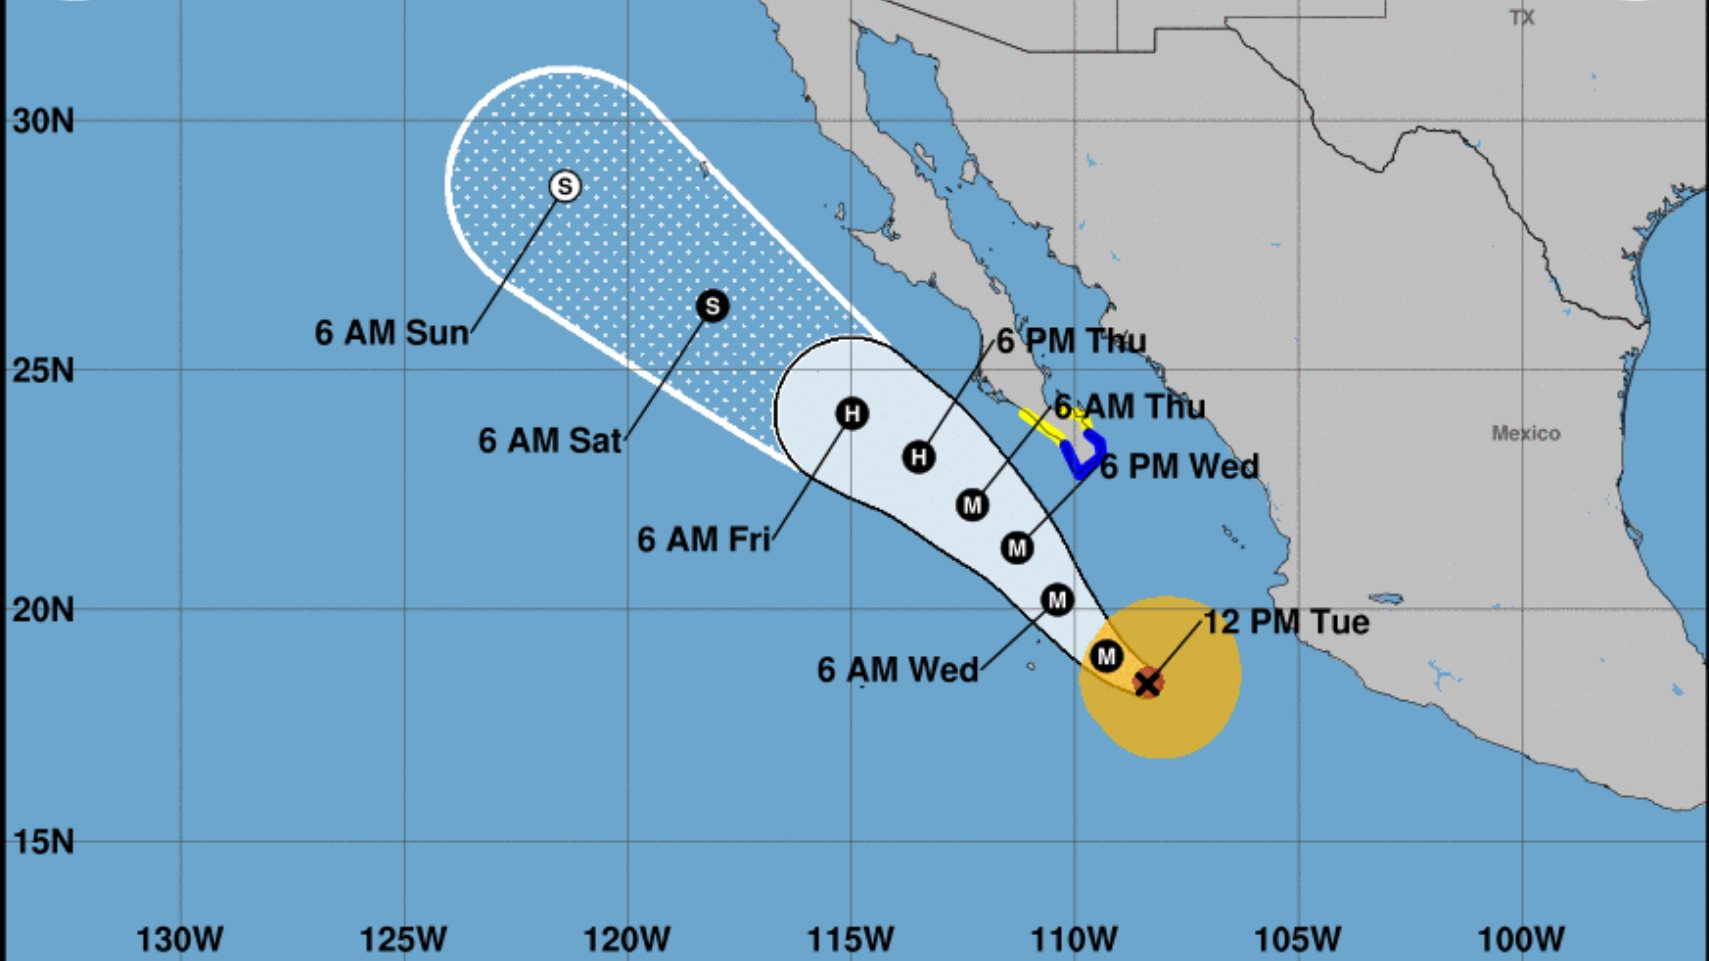 TX
30N
S
6 AM Sun
S
6 PM Thu
25N
H
6 AM Thu
6 AM Sat
H
Mexico
6 PM Wed
M
6 AM Fri
M
M
20N
12 PM Tue
M
6 AM Wed
15N
130W
125W
120W
115W
110W
105W
100W